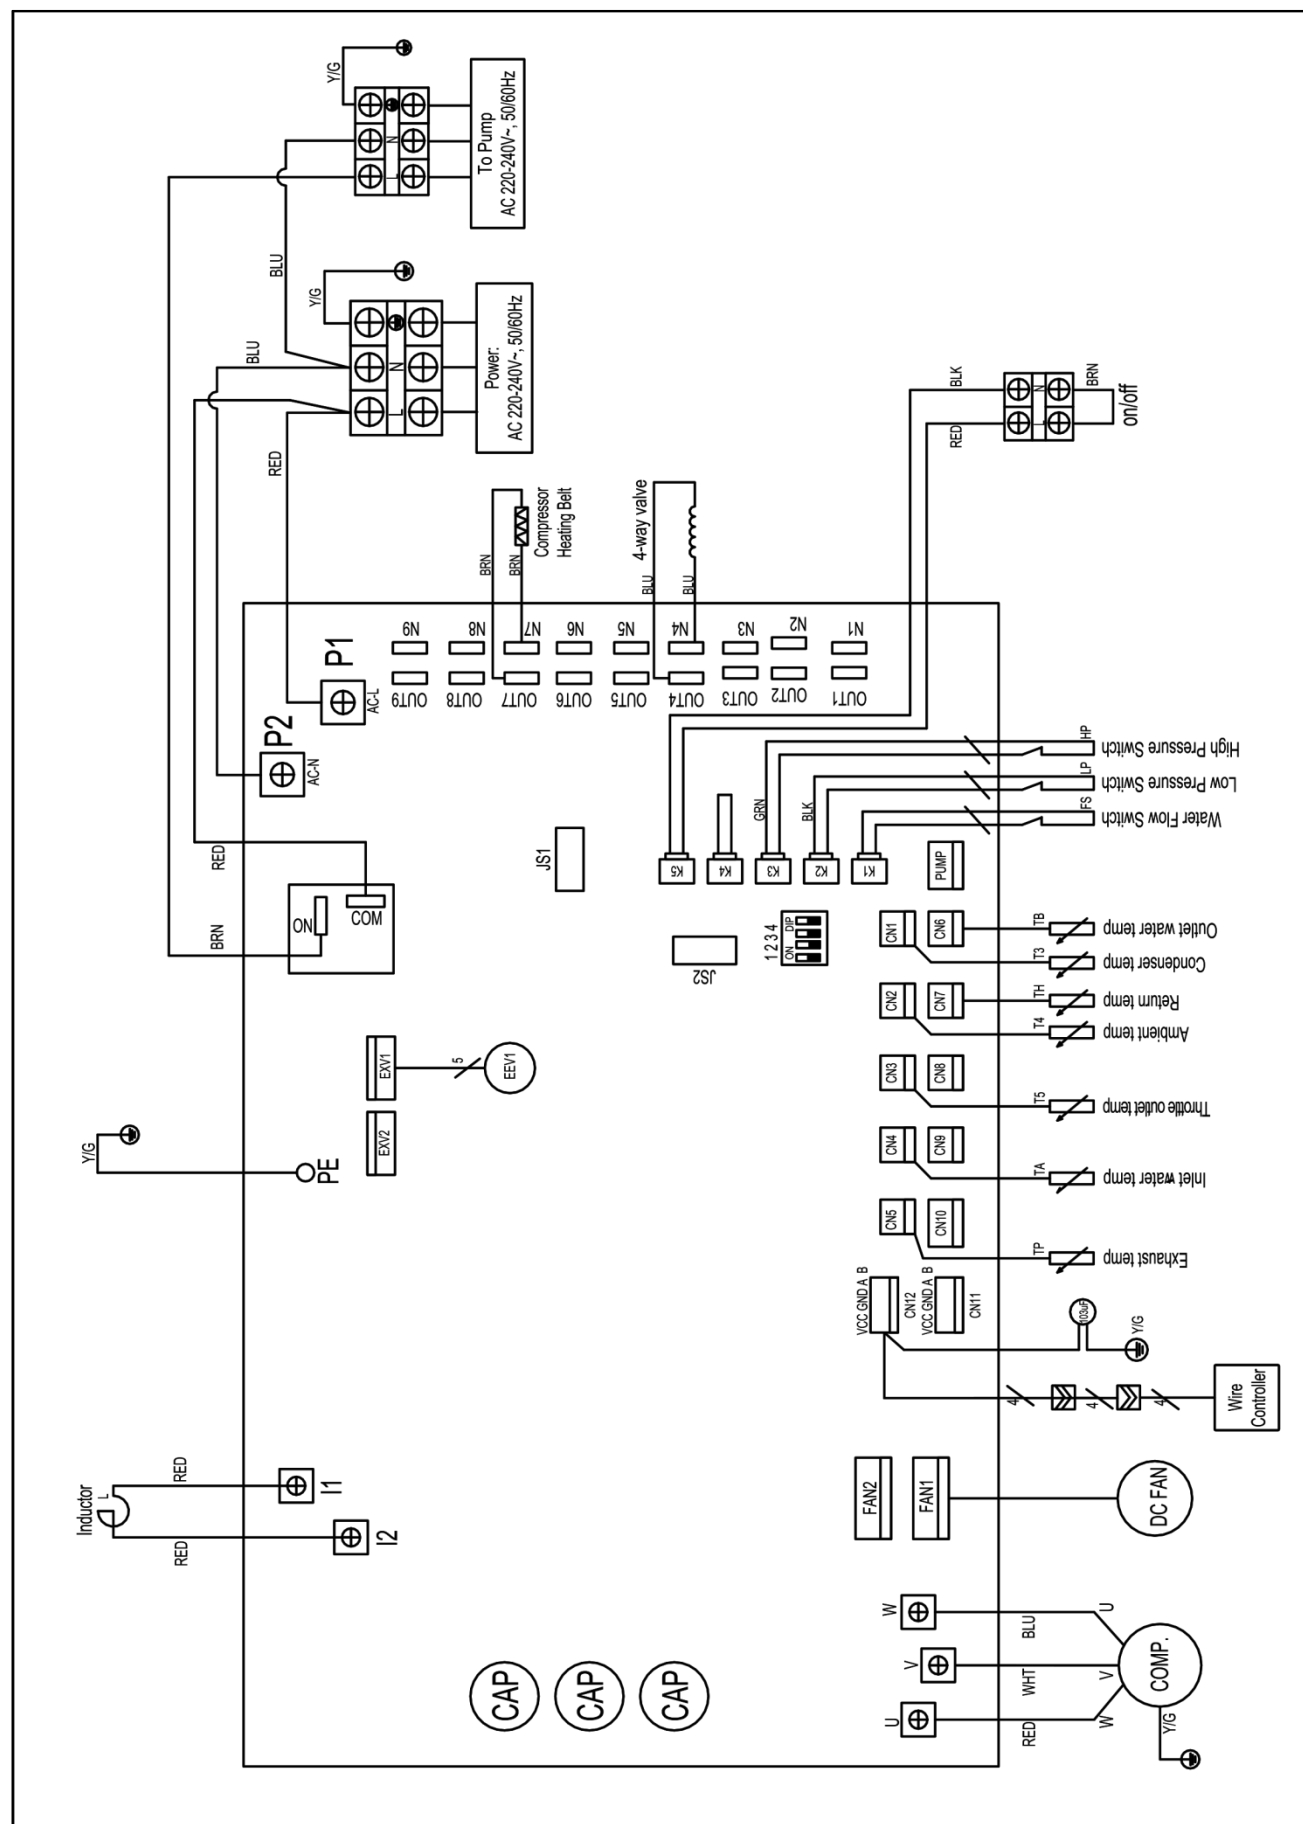 Y/G
To Pump
AC 220-240V~, 50/60Hz
N
L
BLU
Y/G
Power:
AC 220-240V~, 50/60Hz
N
L
BLU
RED
RED
BRN
BLK
RED
N
L
BRN
on/off
BRN
BRN
Compressor
Heating Belt
4-way valve
BLU
BLU
P1
AC-L
P2
AC-N
N9
N8
N7
N6
N5
N4
N3
N2
N1
OUT9
OUT8
OUT7
OUT6
OUT5
OUT4
OUT3
OUT2
OUT1
ON
COM
JS1
JS2
K5
K4
K3
K2
K1
GRN
BLK
HP
High Pressure Switch
LP
Low Pressure Switch
FS
Water Flow Switch
PUMP
1 2 3 4
ON DIP
CN1
CN6
TB
Outlet water temp
T3
Condenser temp
CN2
CN7
TH
Return temp
T4
Ambient temp
CN3
CN8
T5
Throttle outlet temp
CN4
CN9
TA
Inlet water temp
CN5
CN10
TP
Exhaust temp
EXV1
5
EEV1
EXV2
Y/G
PE
VCC GND A B
CN12
VCC GND A B
CN11
103uF
Y/G
4
4
4
Wire
Controller
Inductor
L
RED
RED
I1
I2
FAN2
FAN1
DC FAN
CAP
CAP
CAP
W
V
U
BLU
WHT
RED
U
V
W
COMP.
Y/G